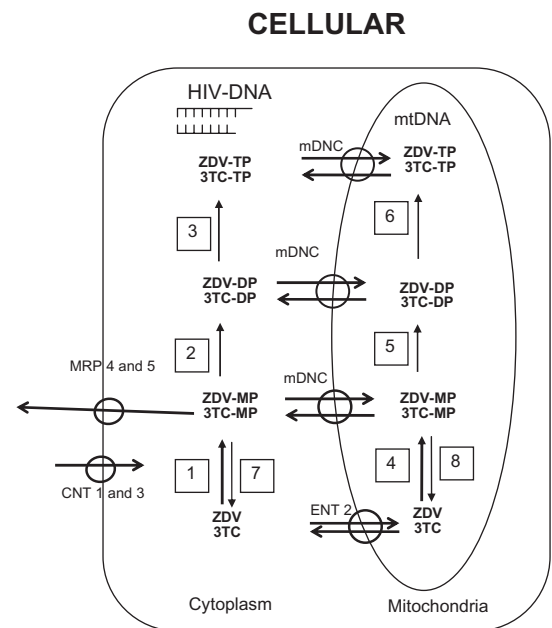 CELLULAR
HIV-DNA
mtDNA
mDNC
ZDV-TP
3TC-TP
ZDV-TP
3TC-TP
3
6
mDNC
ZDV-DP
3TC-DP
ZDV-DP
3TC-DP
2
5
MRP 4 and 5
mDNC
ZDV-MP
3TC-MP
ZDV-MP
3TC-MP
1
7
4
8
CNT 1 and 3
ENT 2
ZDV
3TC
ZDV
3TC
Cytoplasm
Mitochondria